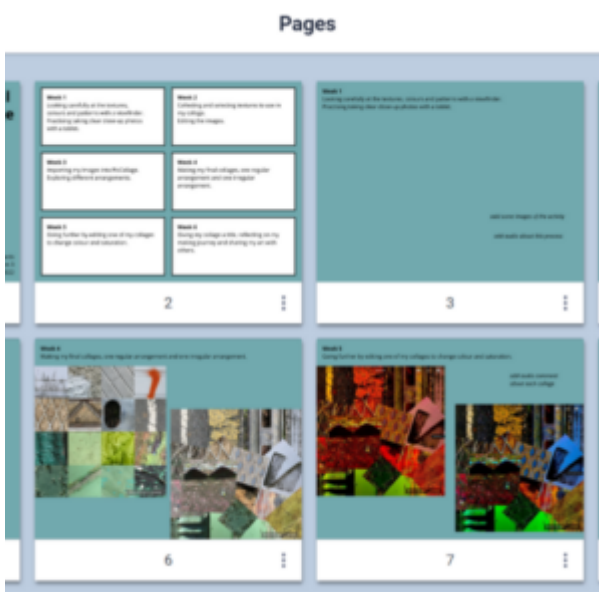 Pages
Week 1
Looking carefully at the textures,
colours and patterns with a viewfinder.
Practising taking clear close-up photos
with a tablet.
Week 2
Collecting and selecting textures to use in
my collage.
Editing the images.
Week 3
Importing my images into PicCollage.
Exploring different arrangements.
Week 4
Making my final collages, one regular
arrangement and one irregular
arrangement.
Week 5
Going further by editing one of my collages
to change colour and saturation.
Week 6
Giving my collage a title, reflecting on my
making journey and sharing my art with
others.
2
Week 1
Looking carefully at the textures, colours and patterns with a viewfinder.
Practising taking clear close-up photos with a tablet.
add some images of the activity
add audio about the process
3
Week 4
Making my final collages, one regular arrangement and one irregular arrangement.
6
Week 5
Going further by editing one of my collages to change colour and saturation.
add audio comment
about each collage
7